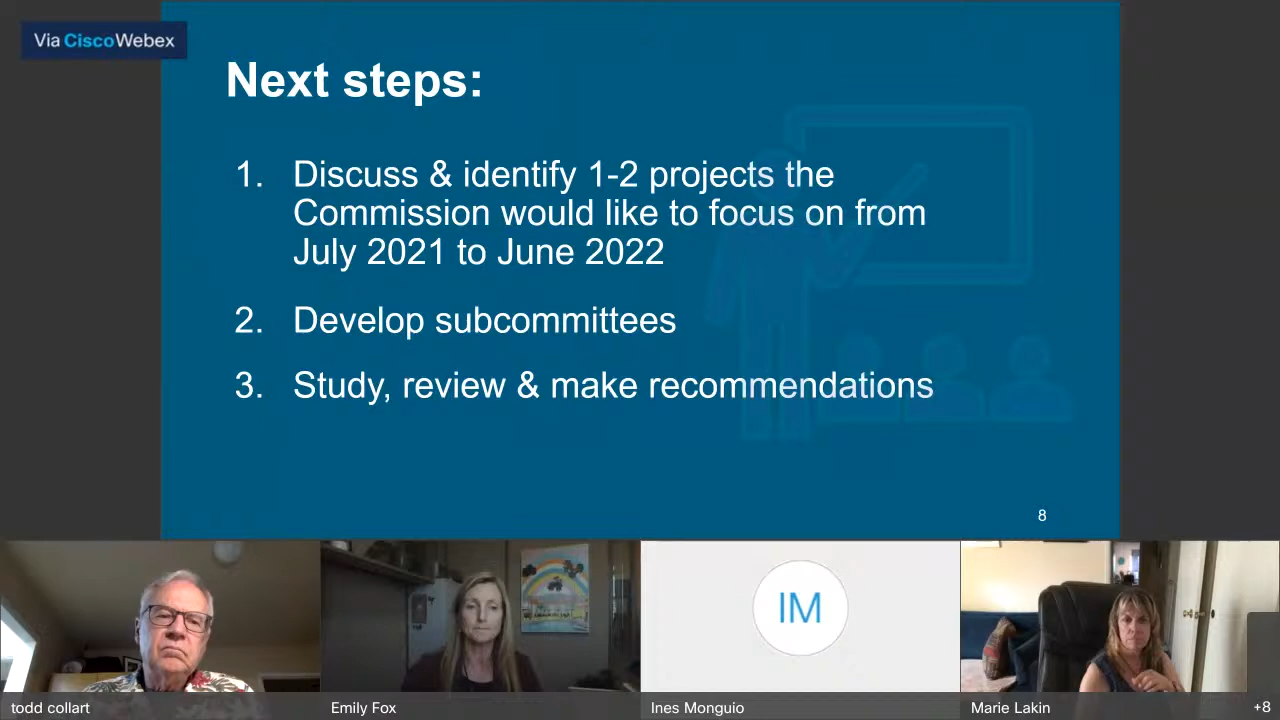 Via Cisco Webex
Next steps:
1. Discuss & identify 1-2 projects the
Commission would like to focus on from
July 2021 to June 2022
2. Develop subcommittees
3. Study, review & make recommendations
8
IM
todd collart
Emily Fox
Ines Monguio
Marie Lakin
+8